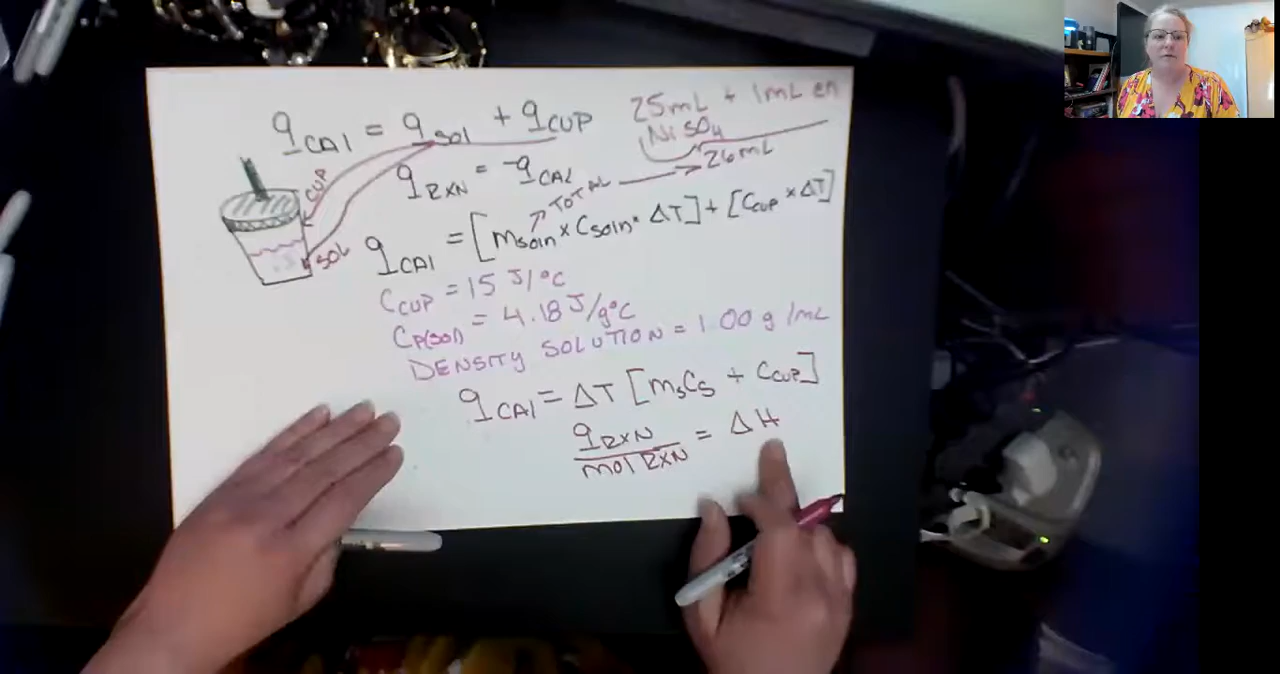 qCAl = qSOl + qCUP
25mL + 1mL en
NiSO4
26mL
qRXN = -qCAL
TOTAL
CUP
SOL
qCAl = [msoln × Csoln × ΔT] + [Ccup × ΔT]
Ccup = 15 J/°C
Cp(sol) = 4.18 J/g°C
DENSITY SOLUTION = 1.00 g/mL
qCAl = ΔT [msCs + Ccup]
qRXN
mol RXN
= ΔH